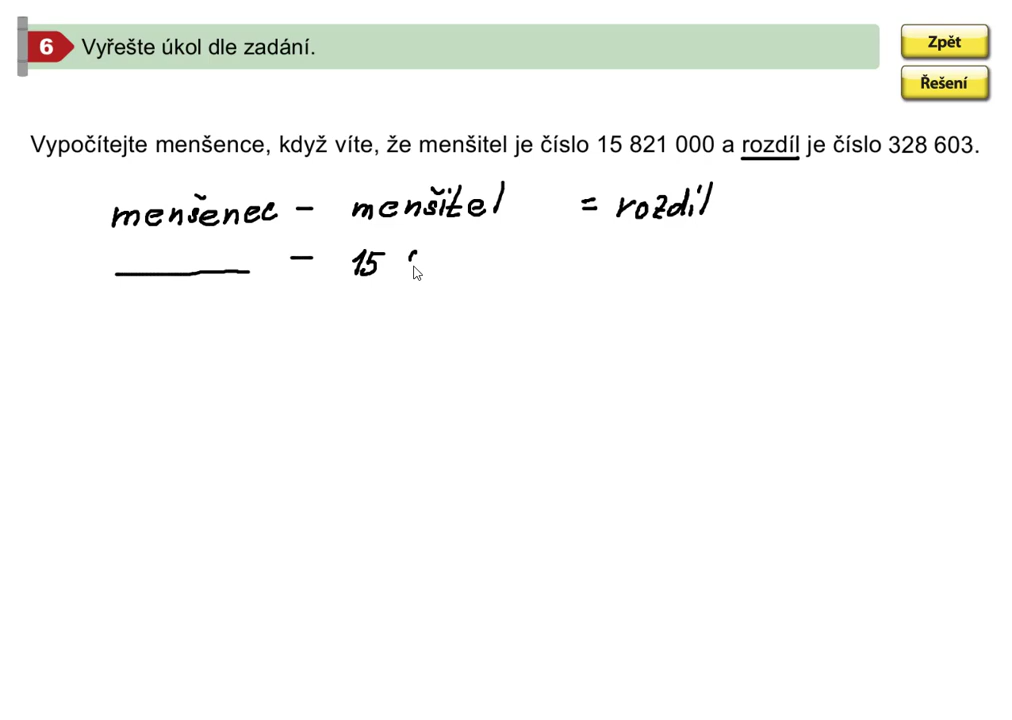 6 Vyřešte úkol dle zadání.
Zpět
Řešení
Vypočítejte menšence, když víte, že menšitel je číslo 15 821 000 a rozdíl je číslo 328 603.
menšenec – menšitel = rozdíl
– 15